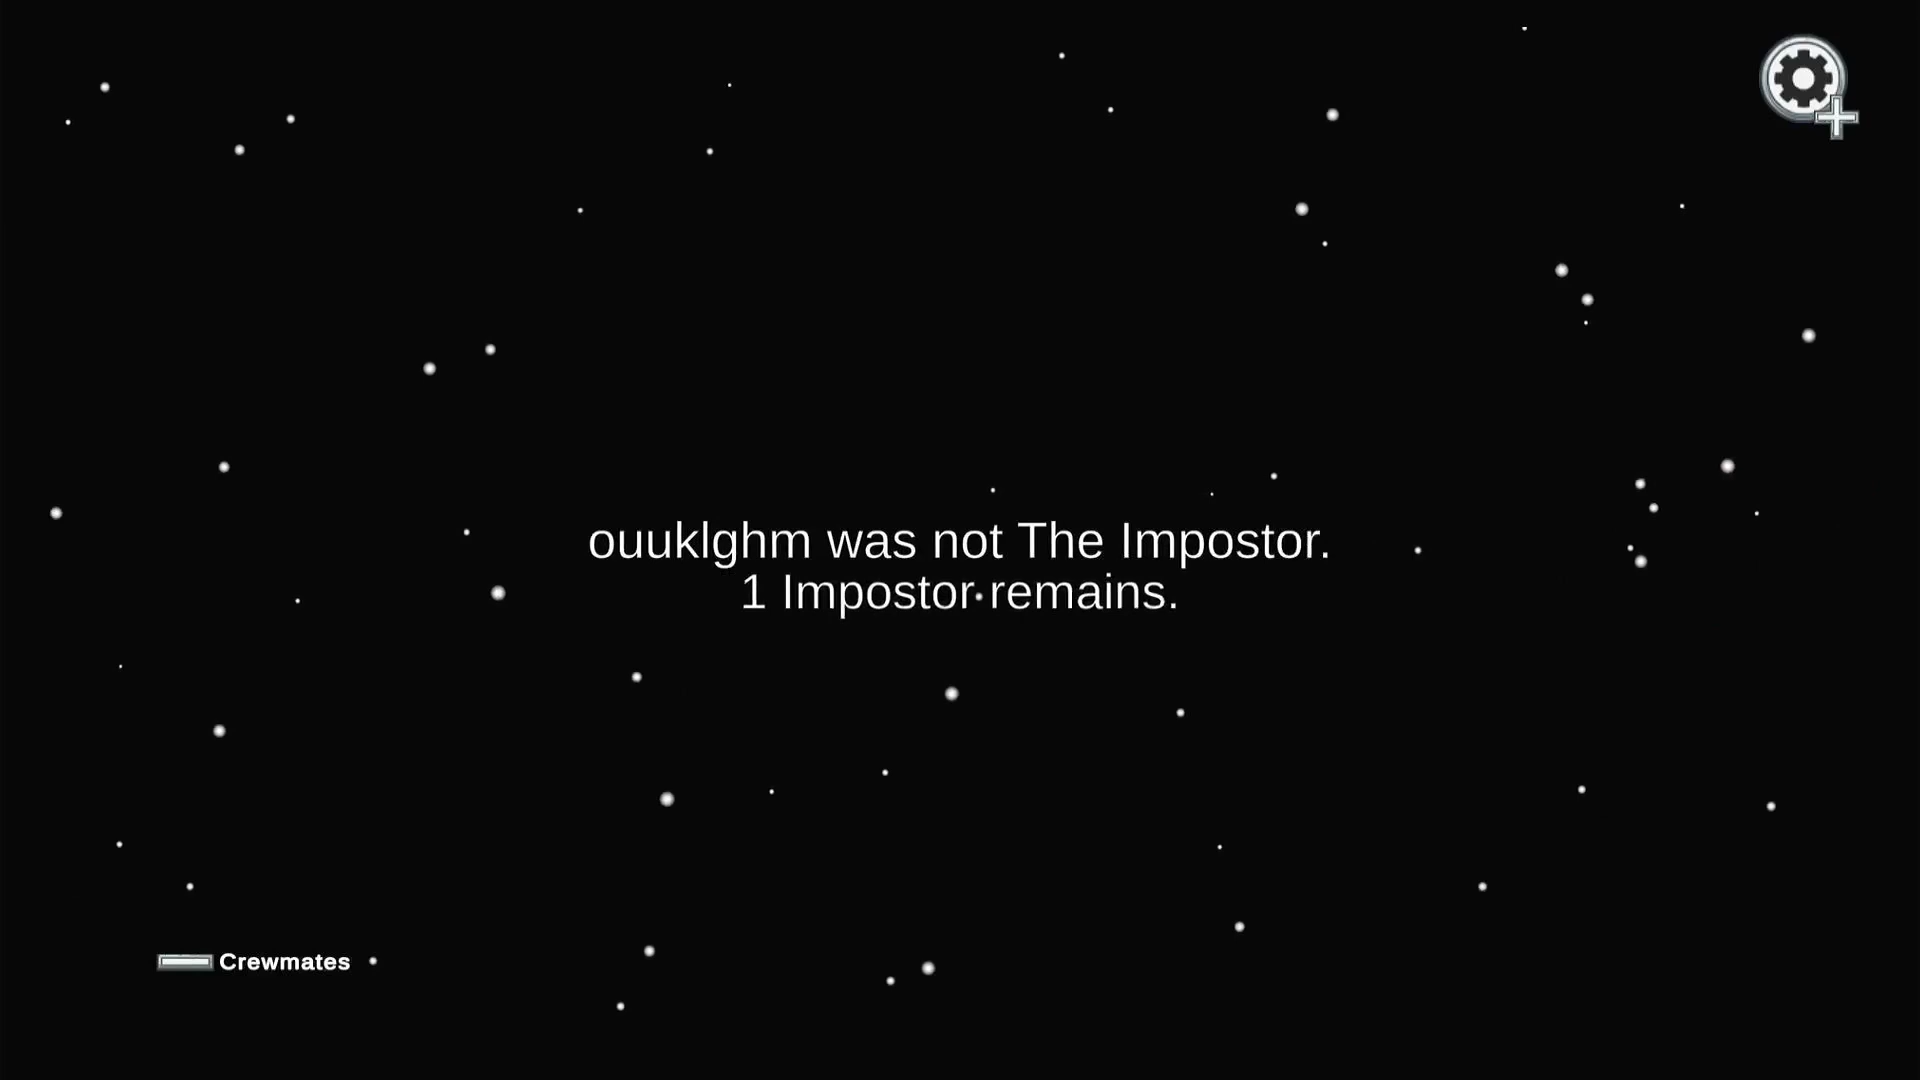 ouuklghm was not The Impostor.
1 Impostor remains.
Crewmates